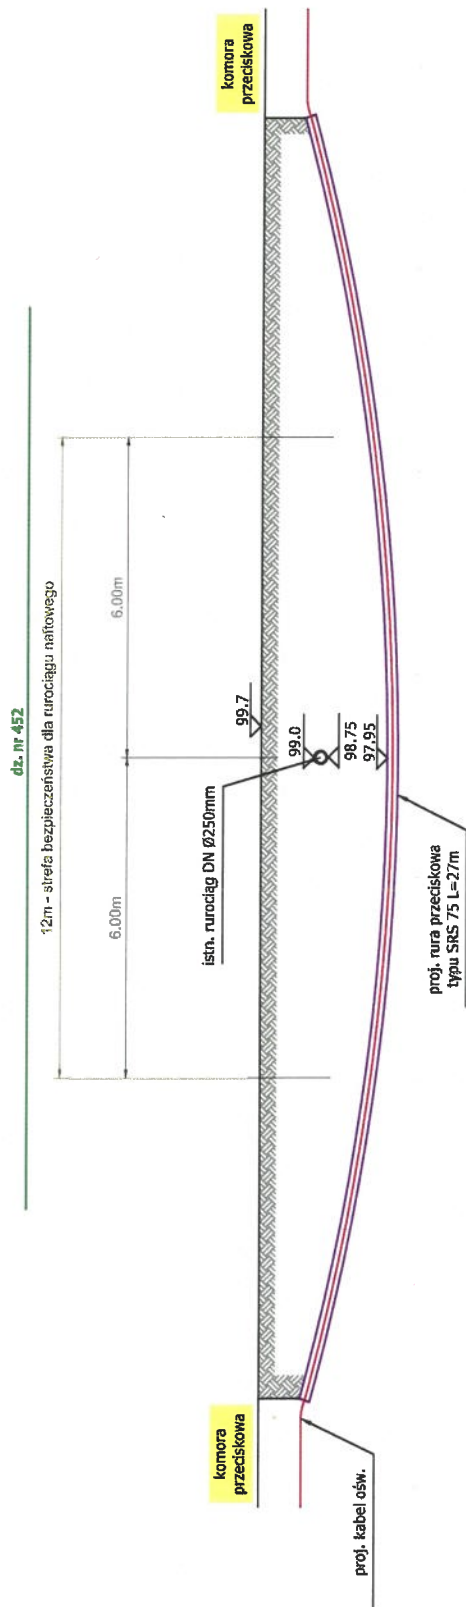 dz. nr 452
12m - strefa bezpieczeństwa dla rurociągu naftowego
6.00m
6.00m
komora
przeciskowa
komora
przeciskowa
istn. rurociąg DN Ø250mm
99.7
99.0
98.75
97.95
proj. kabel ośw.
proj. rura przeciskowa
typu SRS 75 L=27m